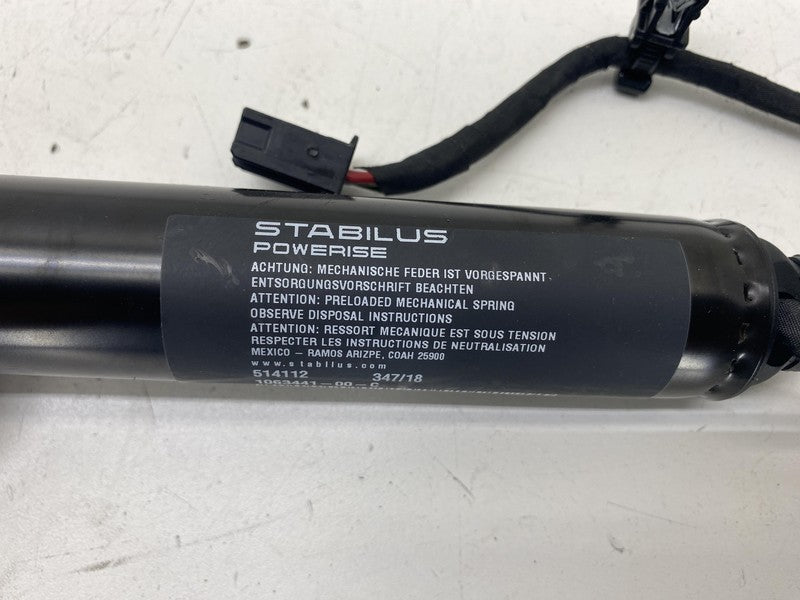 STABILUS
POWERISE
ACHTUNG: MECHANISCHE FEDER IST VORGESPANNT
ENTSORGUNGSVORSCHRIFT BEACHTEN
ATTENTION: PRELOADED MECHANICAL SPRING
OBSERVE DISPOSAL INSTRUCTIONS
ATTENTION: RESSORT MECANIQUE EST SOUS TENSION
RESPECTER LES INSTRUCTIONS DE NEUTRALISATION
MEXICO – RAMOS ARIZPE, COAH 25900
www.stabilus.com
514112 347/18
1063441-00-